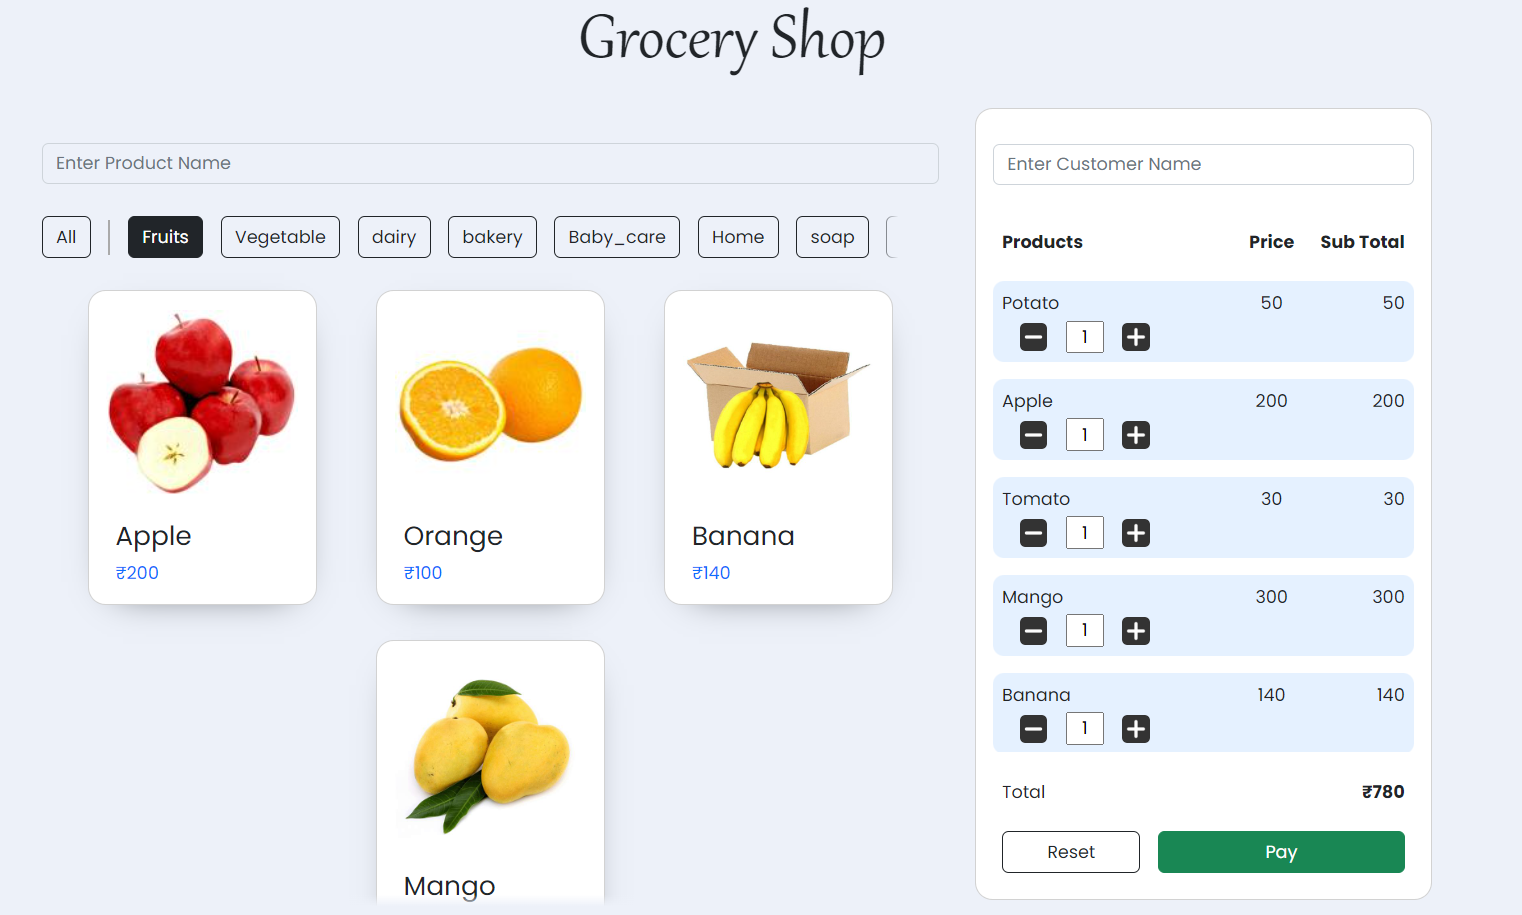 Grocery Shop
Enter Product Name
All
Fruits
Vegetable
dairy
bakery
Baby_care
Home
soap
Apple
₹200
Orange
₹100
Banana
₹140
Mango
Enter Customer Name
Products Price Sub Total
Potato 50 50
1
Apple 200 200
1
Tomato 30 30
1
Mango 300 300
1
Banana 140 140
1
Total ₹780
Reset
Pay